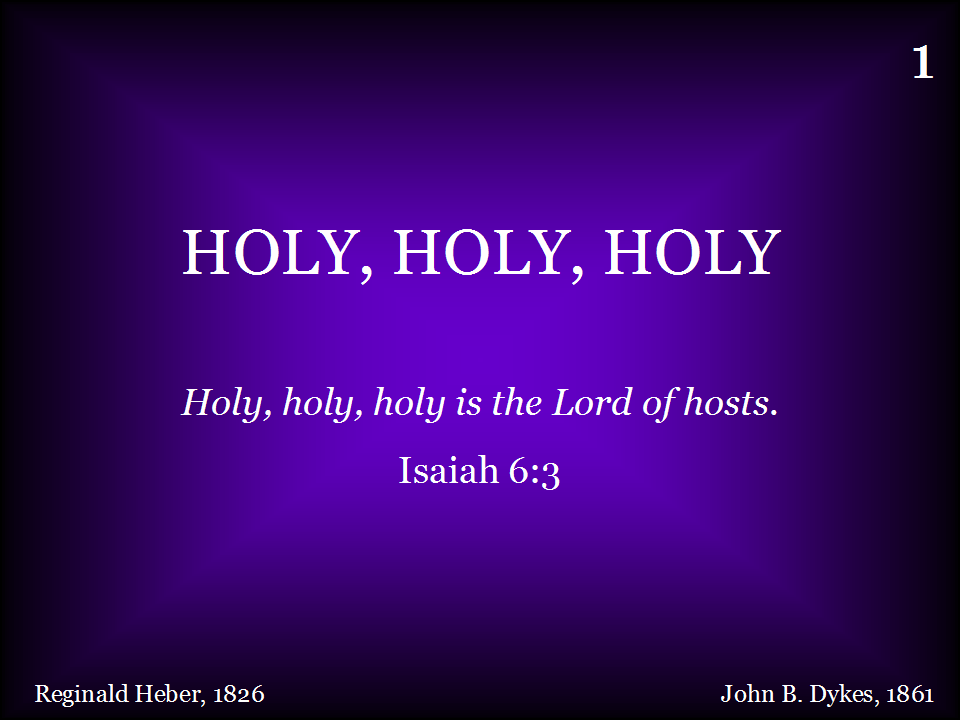 1
HOLY, HOLY, HOLY
Holy, holy, holy is the Lord of hosts.
Isaiah 6:3
Reginald Heber, 1826
John B. Dykes, 1861